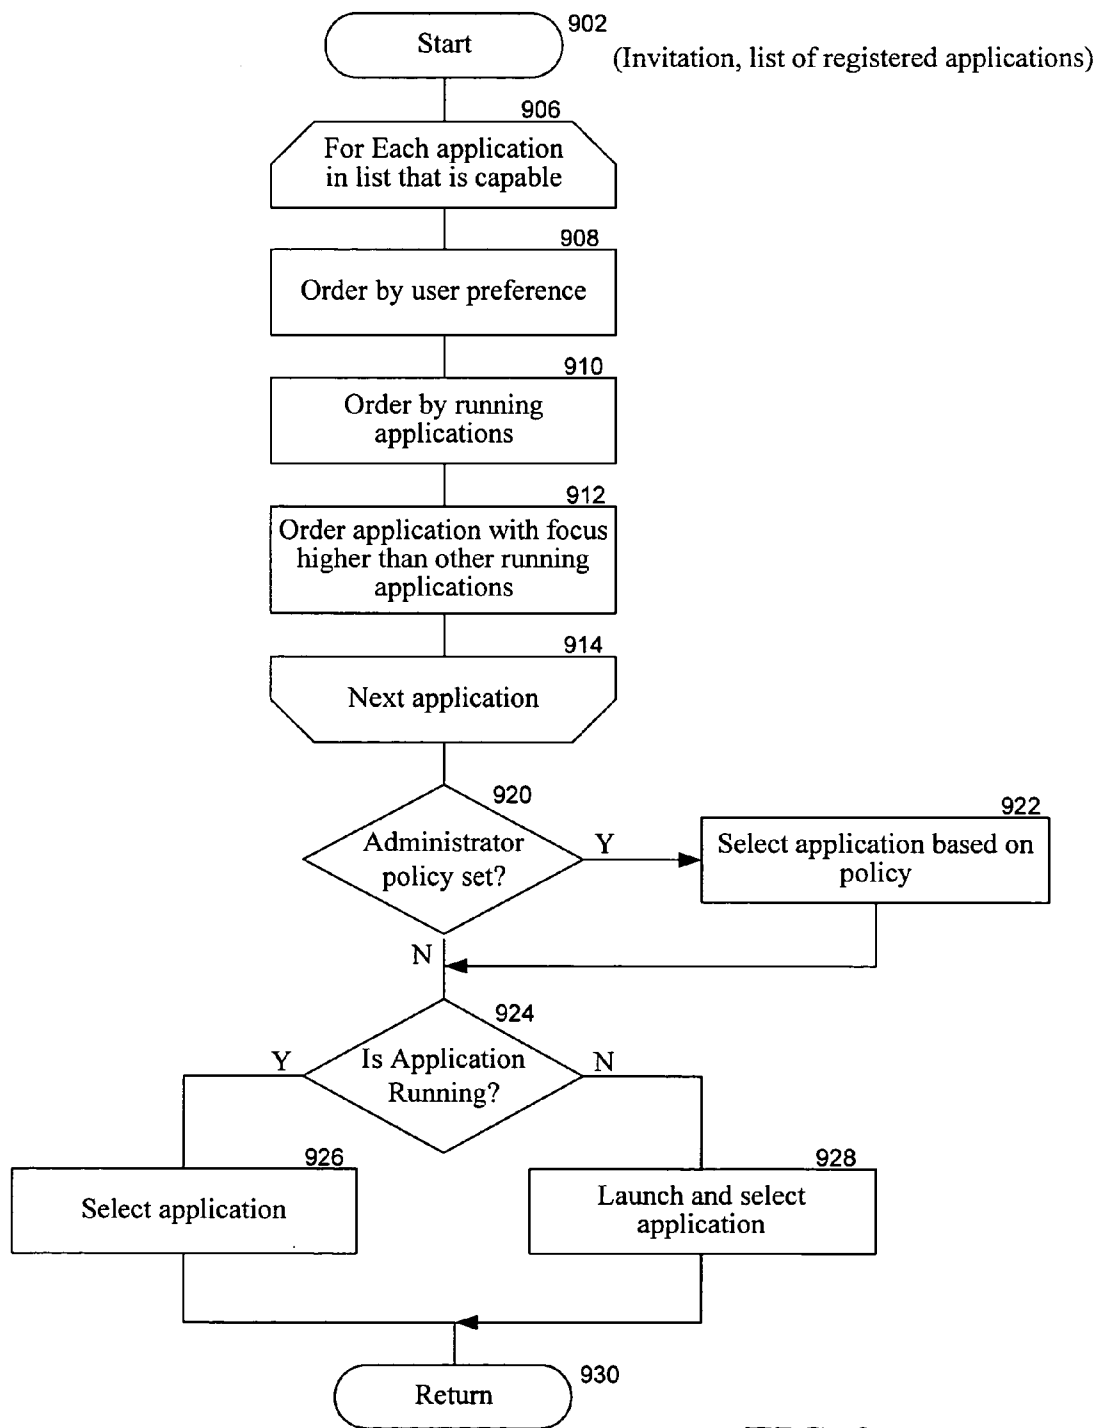 902
Start
(Invitation, list of registered applications)
906
For Each application
in list that is capable
908
Order by user preference
910
Order by running
applications
912
Order application with focus
higher than other running
applications
914
Next application
920
Administrator
policy set?
Y
922
Select application based on
policy
N
924
Is Application
Running?
Y
N
926
Select application
928
Launch and select
application
930
Return